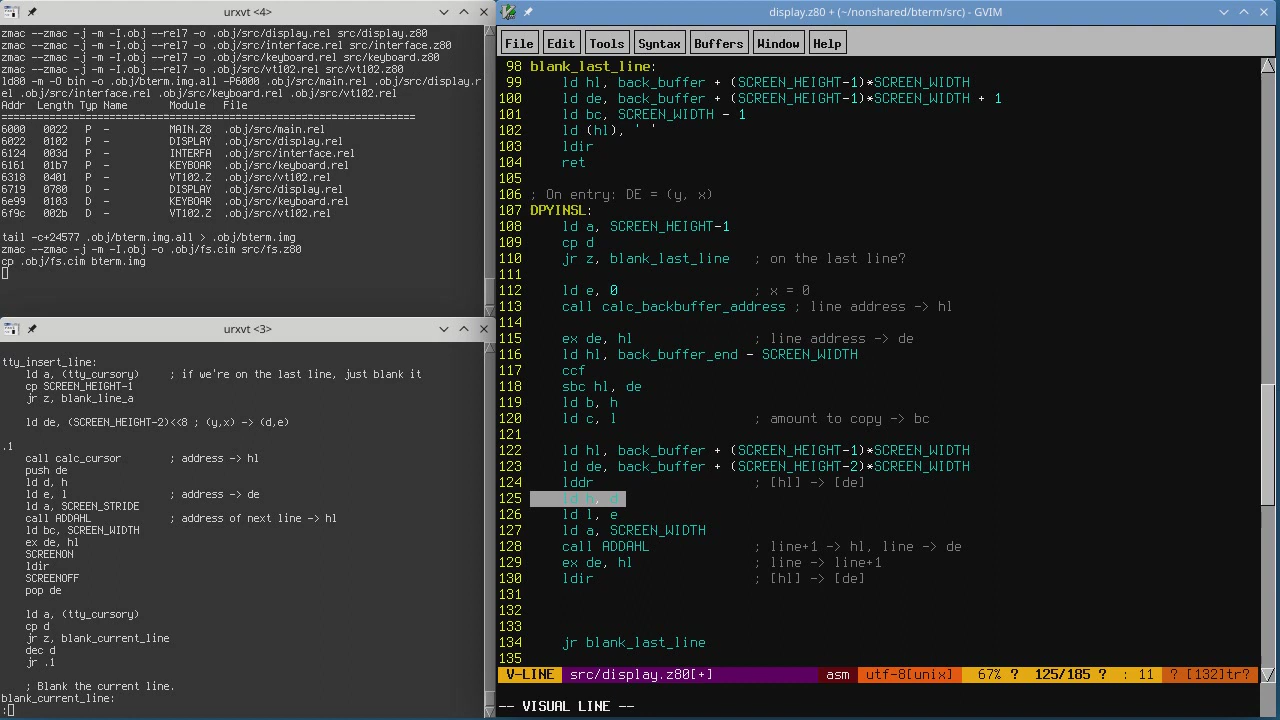 urxvt <4>
zmac --zmac -j -m -I.obj --rel7 -o .obj/src/display.rel src/display.z80
zmac --zmac -j -m -I.obj --rel7 -o .obj/src/interface.rel src/interface.z80
zmac --zmac -j -m -I.obj --rel7 -o .obj/src/keyboard.rel src/keyboard.z80
zmac --zmac -j -m -I.obj --rel7 -o .obj/src/vt102.rel src/vt102.z80
ld80 -m -O bin -o .obj/bterm.img.all -P6000 .obj/src/main.rel .obj/src/display.r
el .obj/src/interface.rel .obj/src/keyboard.rel .obj/src/vt102.rel
Addr Length Typ Name Module File
====================================================================
6000 0022 P - MAIN.Z8 .obj/src/main.rel
6022 0102 P - DISPLAY .obj/src/display.rel
6124 003d P - INTERFA .obj/src/interface.rel
6161 01b7 P - KEYBOAR .obj/src/keyboard.rel
6318 0401 P - VT102.Z .obj/src/vt102.rel
6719 0780 D - DISPLAY .obj/src/display.rel
6e99 0103 D - KEYBOAR .obj/src/keyboard.rel
6f9c 002b D - VT102.Z .obj/src/vt102.rel
tail -c+24577 .obj/bterm.img.all > .obj/bterm.img
zmac --zmac -j -m -I.obj -o .obj/fs.cim src/fs.z80
cp .obj/fs.cim bterm.img
urxvt <3>
tty_insert_line:
ld a, (tty_cursory) ; if we're on the last line, just blank it
cp SCREEN_HEIGHT-1
jr z, blank_line_a
ld de, (SCREEN_HEIGHT-2)<<8 ; (y,x) -> (d,e)
.1
call calc_cursor ; address -> hl
push de
ld d, h
ld e, l ; address -> de
ld a, SCREEN_STRIDE
call ADDAHL ; address of next line -> hl
ld bc, SCREEN_WIDTH
ex de, hl
SCREENON
ldir
SCREENOFF
pop de
ld a, (tty_cursory)
cp d
jr z, blank_current_line
dec d
jr .1
; Blank the current line.
blank_current_line:
:
display.z80 + (~/nonshared/bterm/src) - GVIM
File Edit Tools Syntax Buffers Window Help
98 blank_last_line:
99 ld hl, back_buffer + (SCREEN_HEIGHT-1)*SCREEN_WIDTH
100 ld de, back_buffer + (SCREEN_HEIGHT-1)*SCREEN_WIDTH + 1
101 ld bc, SCREEN_WIDTH - 1
102 ld (hl), ' '
103 ldir
104 ret
105
106 ; On entry: DE = (y, x)
107 DPYINSL:
108 ld a, SCREEN_HEIGHT-1
109 cp d
110 jr z, blank_last_line ; on the last line?
111
112 ld e, 0 ; x = 0
113 call calc_backbuffer_address ; line address -> hl
114
115 ex de, hl ; line address -> de
116 ld hl, back_buffer_end - SCREEN_WIDTH
117 ccf
118 sbc hl, de
119 ld b, h
120 ld c, l ; amount to copy -> bc
121
122 ld hl, back_buffer + (SCREEN_HEIGHT-1)*SCREEN_WIDTH
123 ld de, back_buffer + (SCREEN_HEIGHT-2)*SCREEN_WIDTH
124 lddr ; [hl] -> [de]
125 ld h, d
126 ld l, e
127 ld a, SCREEN_WIDTH
128 call ADDAHL ; line+1 -> hl, line -> de
129 ex de, hl ; line -> line+1
130 ldir ; [hl] -> [de]
131
132
133
134 jr blank_last_line
135
V-LINE src/display.z80[+] asm utf-8[unix] 67% ? 125/185 ? : 11 ? [132]tr?
-- VISUAL LINE --